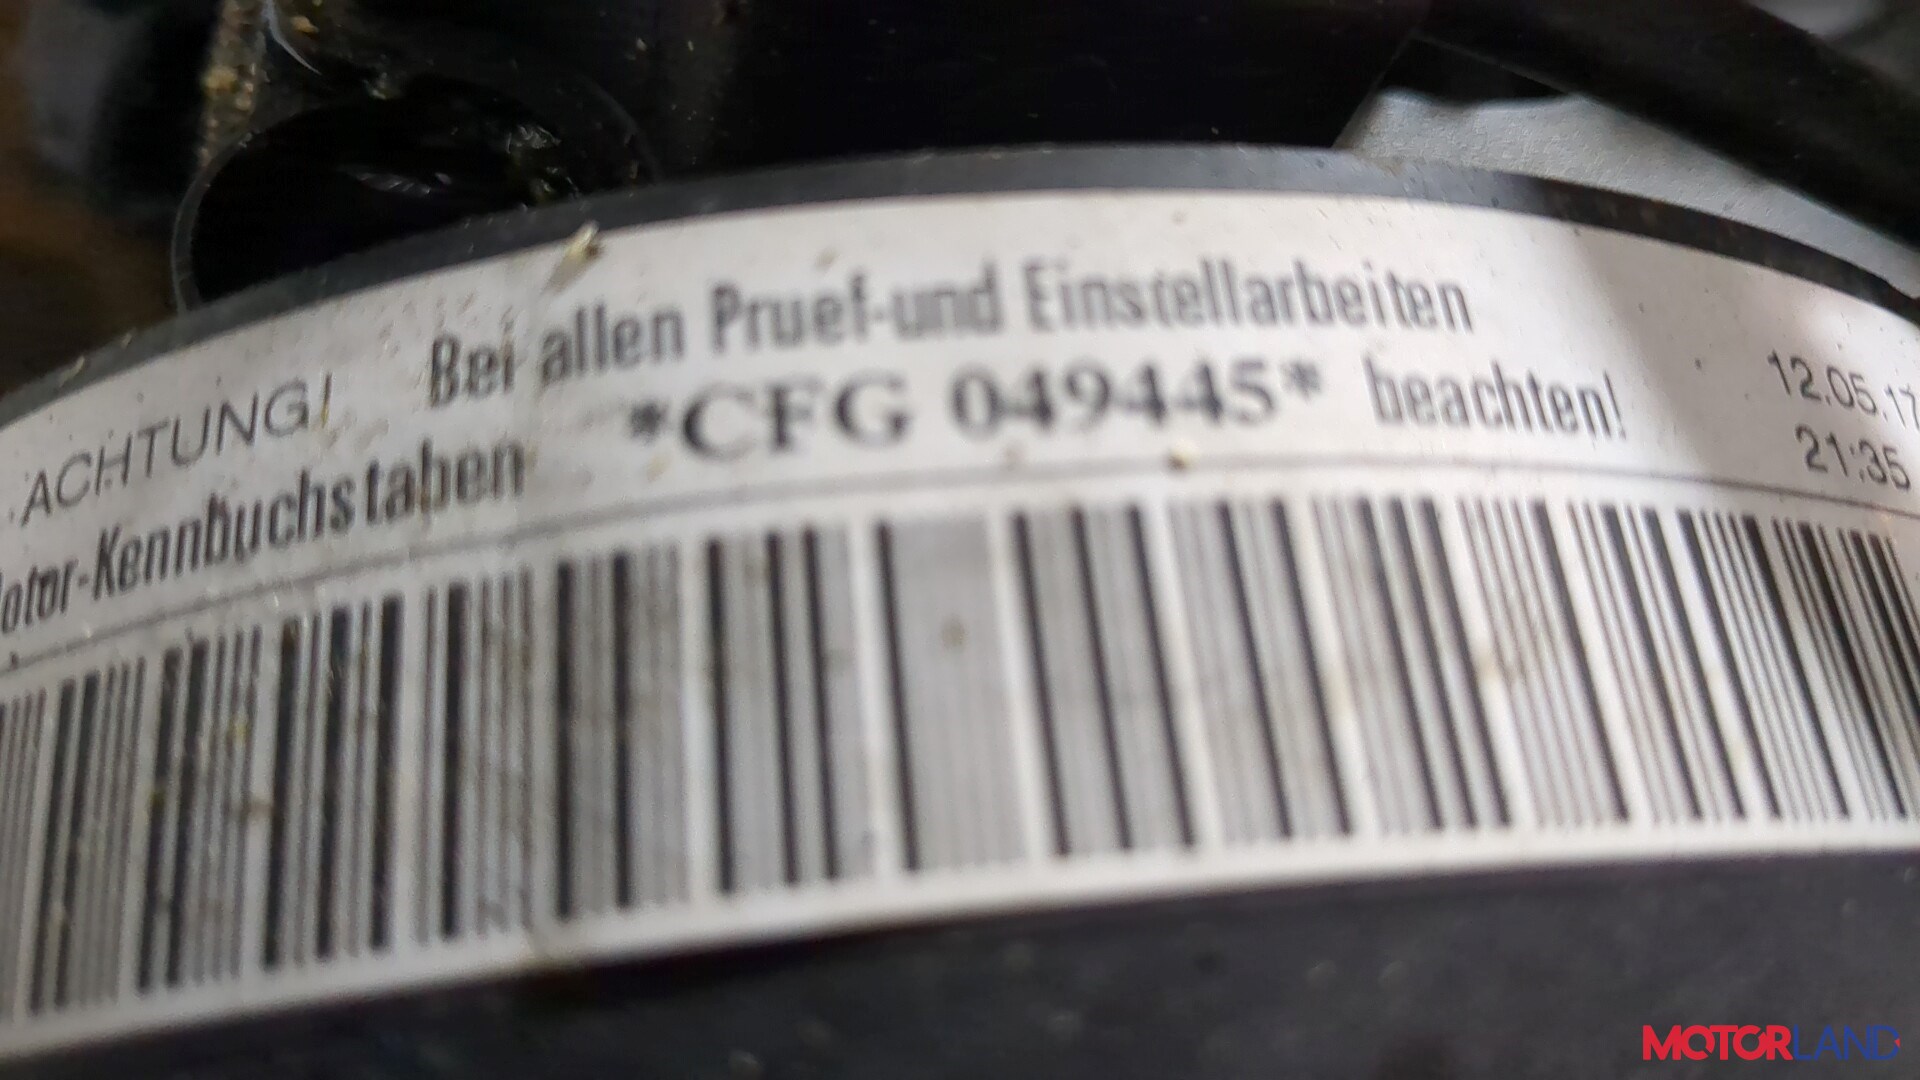 ACHTUNG! Bei allen Pruef-und Einstellarbeiten
Motor-Kennbuchstaben *CFG 049445* beachten!
12.05.17
21:35
MOTORLAND